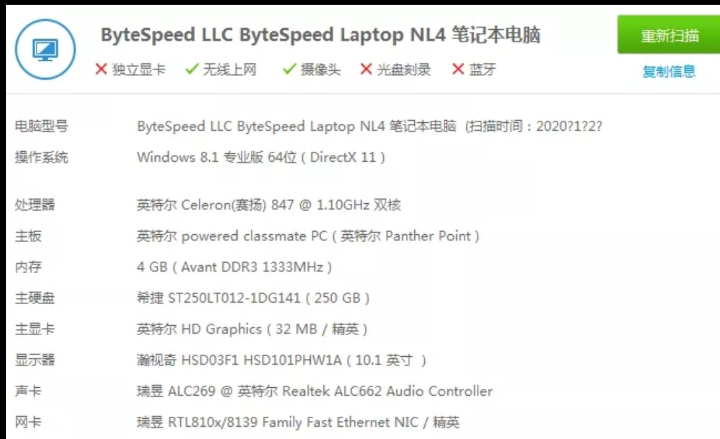 ByteSpeed LLC ByteSpeed Laptop NL4 笔记本电脑
重新扫描
独立显卡 无线上网 摄像头 光盘刻录 蓝牙
复制信息
电脑型号 ByteSpeed LLC ByteSpeed Laptop NL4 笔记本电脑 (扫描时间:2020?1?2?
操作系统 Windows 8.1 专业版 64位 ( DirectX 11 )
处理器 英特尔 Celeron(赛扬) 847 @ 1.10GHz 双核
主板 英特尔 powered classmate PC ( 英特尔 Panther Point )
内存 4 GB ( Avant DDR3 1333MHz )
主硬盘 希捷 ST250LT012-1DG141 ( 250 GB )
主显卡 英特尔 HD Graphics ( 32 MB / 精英 )
显示器 瀚视奇 HSD03F1 HSD101PHW1A ( 10.1 英寸 )
声卡 瑞昱 ALC269 @ 英特尔 Realtek ALC662 Audio Controller
网卡 瑞昱 RTL810x/8139 Family Fast Ethernet NIC / 精英